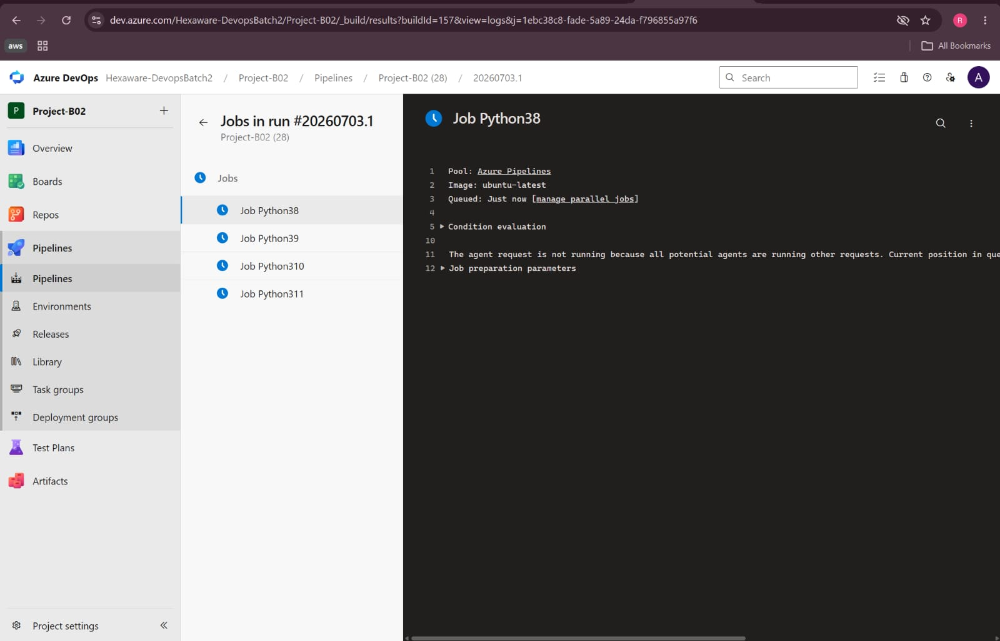 dev.azure.com/Hexaware-DevopsBatch2/Project-B02/_build/results?buildId=157&view=logs&j=1ebc38c8-fade-5a89-24da-f796855a97f6
R
aws
All Bookmarks
Azure DevOps Hexaware-DevopsBatch2 / Project-B02 / Pipelines / Project-B02 (28) / 20260703.1
Search
A
P Project-B02 +
Overview
Boards
Repos
Pipelines
Pipelines
Environments
Releases
Library
Task groups
Deployment groups
Test Plans
Artifacts
Project settings
Jobs in run #20260703.1
Project-B02 (28)
Jobs
Job Python38
Job Python39
Job Python310
Job Python311
Job Python38
1 Pool: Azure Pipelines
2 Image: ubuntu-latest
3 Queued: Just now [manage parallel jobs]
4
5 Condition evaluation
10
11 The agent request is not running because all potential agents are running other requests. Current position in que
12 Job preparation parameters